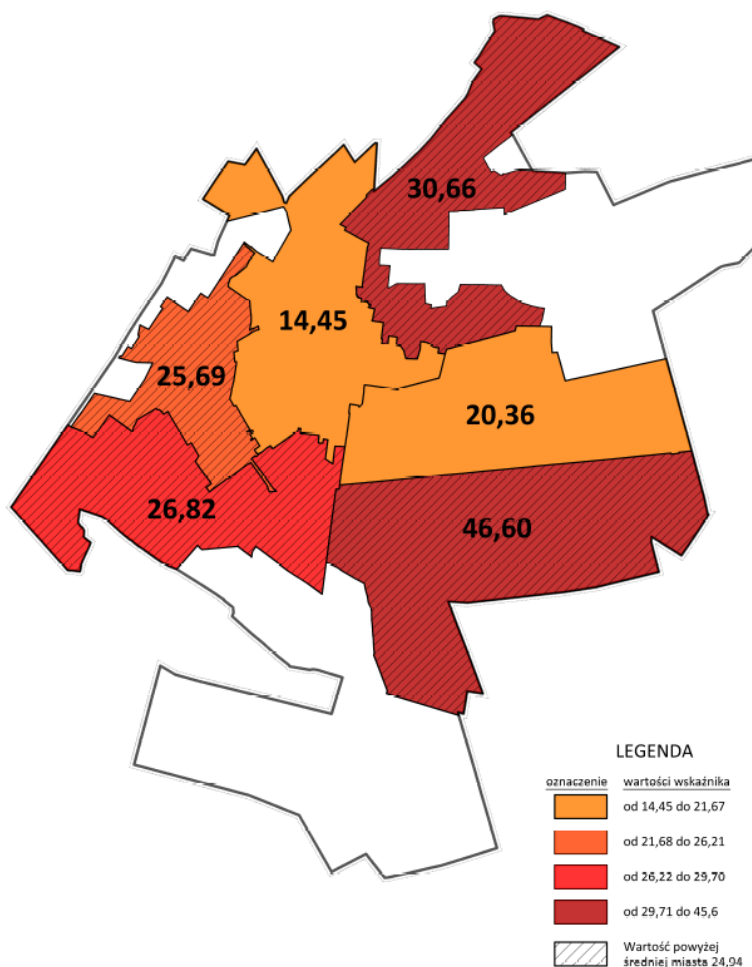 30,66
14,45
25,69
20,36
26,82
46,60
LEGENDA
oznaczenie wartości wskaźnika
od 14,45 do 21,67
od 21,68 do 26,21
od 26,22 do 29,70
od 29,71 do 45,6
Wartość powyżej
średniej miasta 24,94